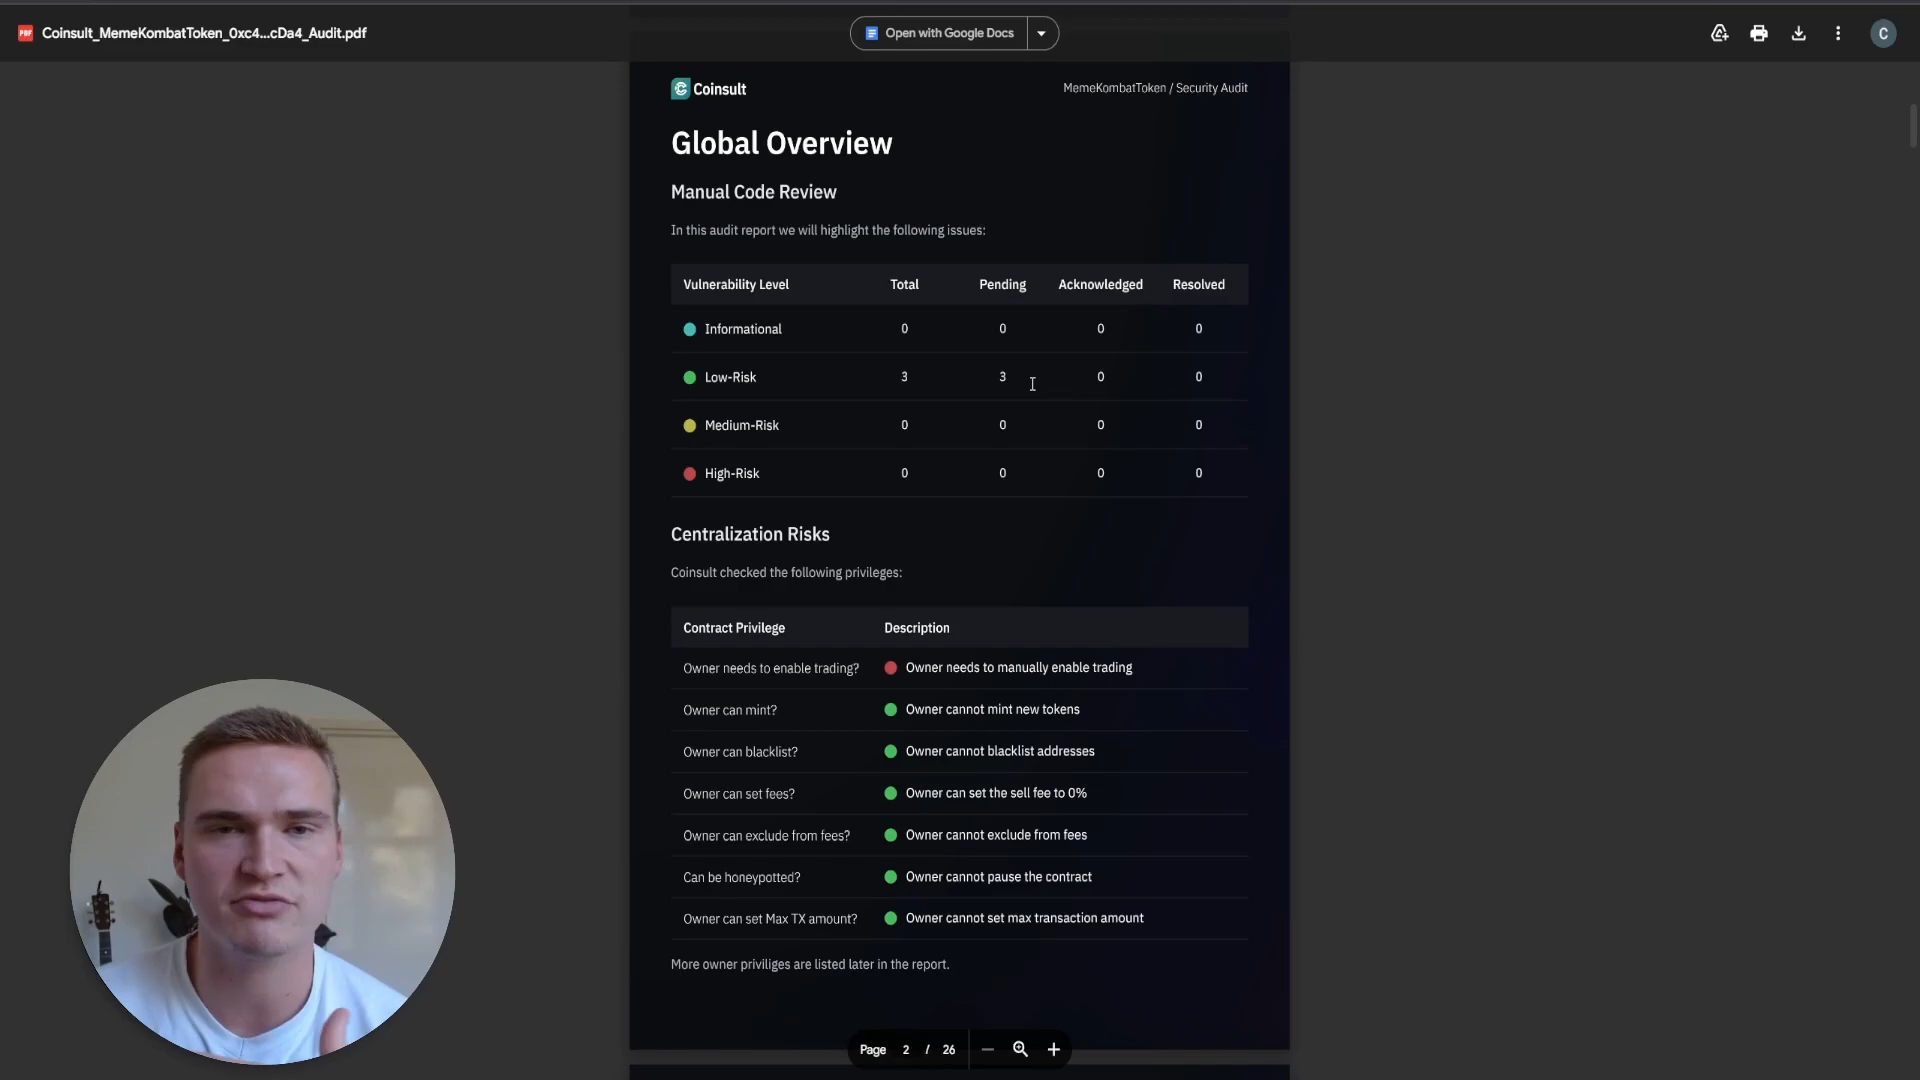 Coinsult_MemeKombatToken_0xc4...cDa4_Audit.pdf
Open with Google Docs
C
Coinsult
MemeKombatToken / Security Audit
Global Overview
Manual Code Review
In this audit report we will highlight the following issues:
Vulnerability Level Total Pending Acknowledged Resolved
Informational 0 0 0 0
Low-Risk 3 3 0 0
Medium-Risk 0 0 0 0
High-Risk 0 0 0 0
Centralization Risks
Coinsult checked the following privileges:
Contract Privilege Description
Owner needs to enable trading? Owner needs to manually enable trading
Owner can mint? Owner cannot mint new tokens
Owner can blacklist? Owner cannot blacklist addresses
Owner can set fees? Owner can set the sell fee to 0%
Owner can exclude from fees? Owner cannot exclude from fees
Can be honeypotted? Owner cannot pause the contract
Owner can set Max TX amount? Owner cannot set max transaction amount
More owner priviliges are listed later in the report.
Page 2 / 26